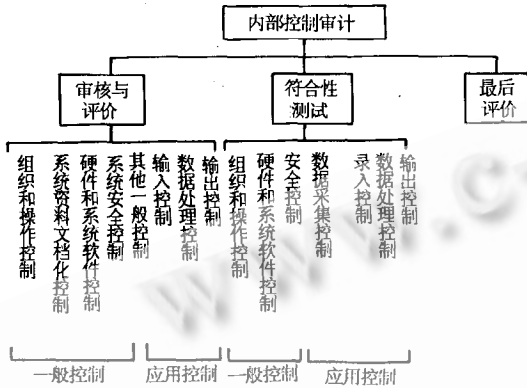 内部控制审计
审核与
评价
符合性
测试
最后
评价
组织和操作控制
系统资料文档化控制
硬件和系统软件控制
系统安全控制
其他一般控制
输入控制
数据处理控制
输出控制
组织和操作控制
硬件和系统软件控制
安全控制
数据采集控制
录入控制
数据处理控制
输出控制
一般控制
应用控制
一般控制
应用控制
www.c